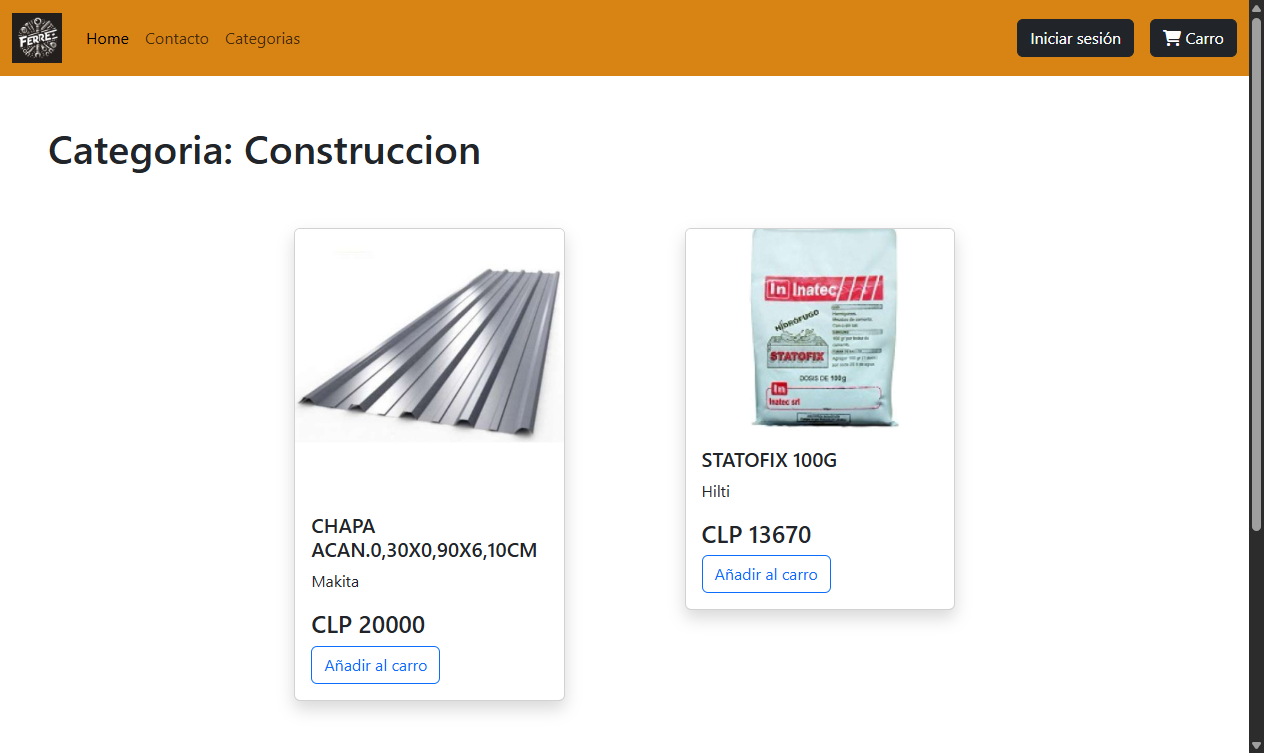 FERRET
Home
Contacto
Categorias
Iniciar sesión
Carro
Categoria: Construccion
CHAPA
ACAN.0,30X0,90X6,10CM
Makita
CLP 20000
Añadir al carro
In Inatec
HIDRÓFUGO
STATOFIX
DOSIS DE 100g
In
Inatec srl
STATOFIX 100G
Hilti
CLP 13670
Añadir al carro